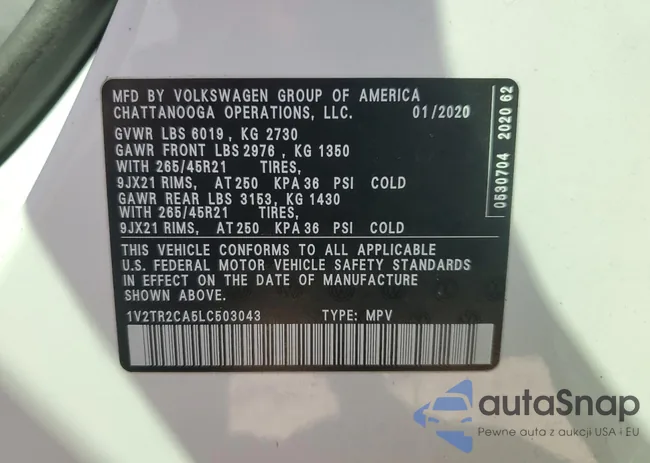 MFD BY VOLKSWAGEN GROUP OF AMERICA
CHATTANOOGA OPERATIONS, LLC. 01/2020
GVWR LBS 6019 , KG 2730
GAWR FRONT LBS 2976 , KG 1350
WITH 265/45R21 TIRES,
9JX21 RIMS, AT 250 KPA 36 PSI COLD
GAWR REAR LBS 3153 , KG 1430
WITH 265/45R21 TIRES,
9JX21 RIMS, AT 250 KPA 36 PSI COLD
THIS VEHICLE CONFORMS TO ALL APPLICABLE
U.S. FEDERAL MOTOR VEHICLE SAFETY STANDARDS
IN EFFECT ON THE DATE OF MANUFACTURE
SHOWN ABOVE.
1V2TR2CA5LC503043 TYPE: MPV
0530704 2020 62
autaSnap
Pewne auta z aukcji USA i EU